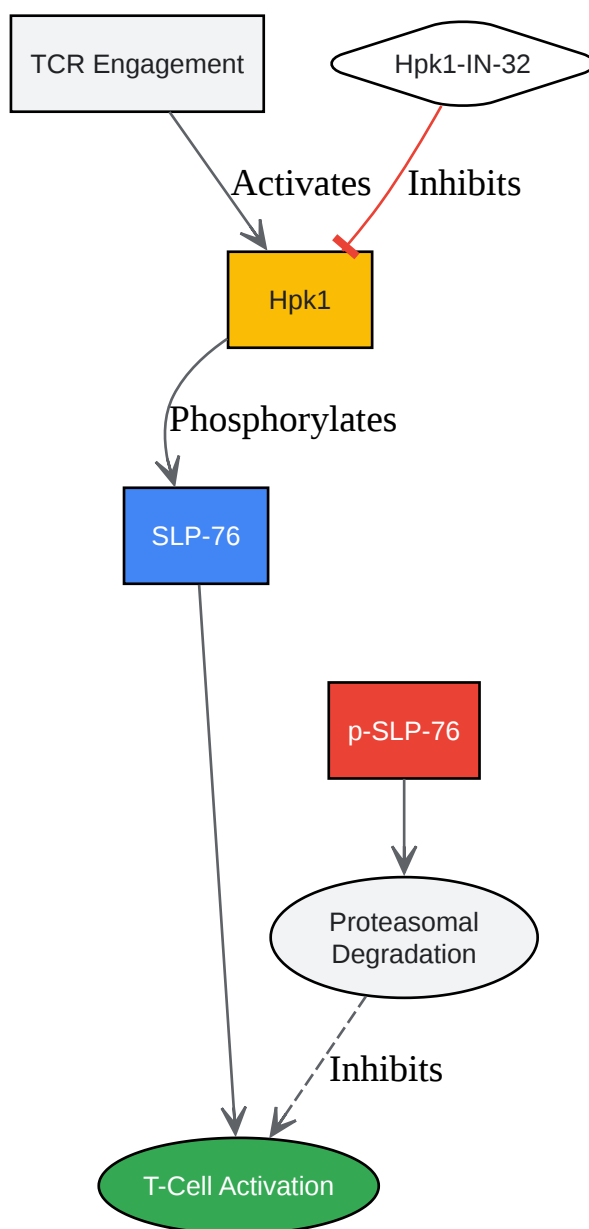 TCR Engagement
Hpk1-IN-32
Activates
Inhibits
Hpk1
Phosphorylates
SLP-76
p-SLP-76
Proteasomal
Degradation
Inhibits
T-Cell Activation